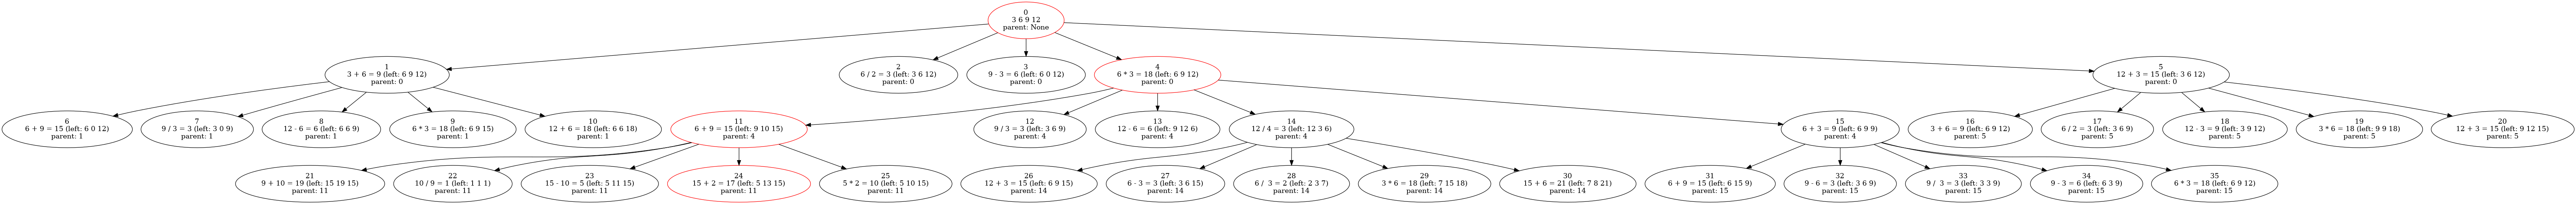 0
3 6 9 12
parent: None
1
3 + 6 = 9 (left: 6 9 12)
parent: 0
2
6 / 2 = 3 (left: 3 6 12)
parent: 0
3
9 - 3 = 6 (left: 6 0 12)
parent: 0
4
6 * 3 = 18 (left: 6 9 12)
parent: 0
5
12 + 3 = 15 (left: 3 6 12)
parent: 0
6
6 + 9 = 15 (left: 6 0 12)
parent: 1
7
9 / 3 = 3 (left: 3 0 9)
parent: 1
8
12 - 6 = 6 (left: 6 6 9)
parent: 1
9
6 * 3 = 18 (left: 6 9 15)
parent: 1
10
12 + 6 = 18 (left: 6 6 18)
parent: 1
11
6 + 9 = 15 (left: 9 10 15)
parent: 4
12
9 / 3 = 3 (left: 3 6 9)
parent: 4
13
12 - 6 = 6 (left: 9 12 6)
parent: 4
14
12 / 4 = 3 (left: 12 3 6)
parent: 4
15
6 + 3 = 9 (left: 6 9 9)
parent: 4
16
3 + 6 = 9 (left: 6 9 12)
parent: 5
17
6 / 2 = 3 (left: 3 6 9)
parent: 5
18
12 - 3 = 9 (left: 3 9 12)
parent: 5
19
3 * 6 = 18 (left: 9 9 18)
parent: 5
20
12 + 3 = 15 (left: 9 12 15)
parent: 5
21
9 + 10 = 19 (left: 15 19 15)
parent: 11
22
10 / 9 = 1 (left: 1 1 1)
parent: 11
23
15 - 10 = 5 (left: 5 11 15)
parent: 11
24
15 + 2 = 17 (left: 5 13 15)
parent: 11
25
5 * 2 = 10 (left: 5 10 15)
parent: 11
26
12 + 3 = 15 (left: 6 9 15)
parent: 14
27
6 - 3 = 3 (left: 3 6 15)
parent: 14
28
6 /  3 = 2 (left: 2 3 7)
parent: 14
29
3 * 6 = 18 (left: 7 15 18)
parent: 14
30
15 + 6 = 21 (left: 7 8 21)
parent: 14
31
6 + 9 = 15 (left: 6 15 9)
parent: 15
32
9 - 6 = 3 (left: 3 6 9)
parent: 15
33
9 /  3 = 3 (left: 3 3 9)
parent: 15
34
9 - 3 = 6 (left: 6 3 9)
parent: 15
35
6 * 3 = 18 (left: 6 9 12)
parent: 15